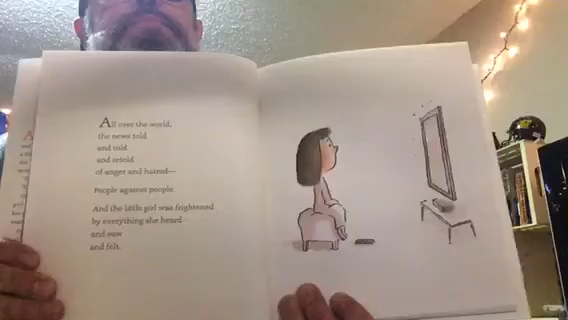 All over the world,
the news told
and told
and retold
of anger and hatred—
People against people.
And the little girl was frightened
by everything she heard
and saw
and felt.